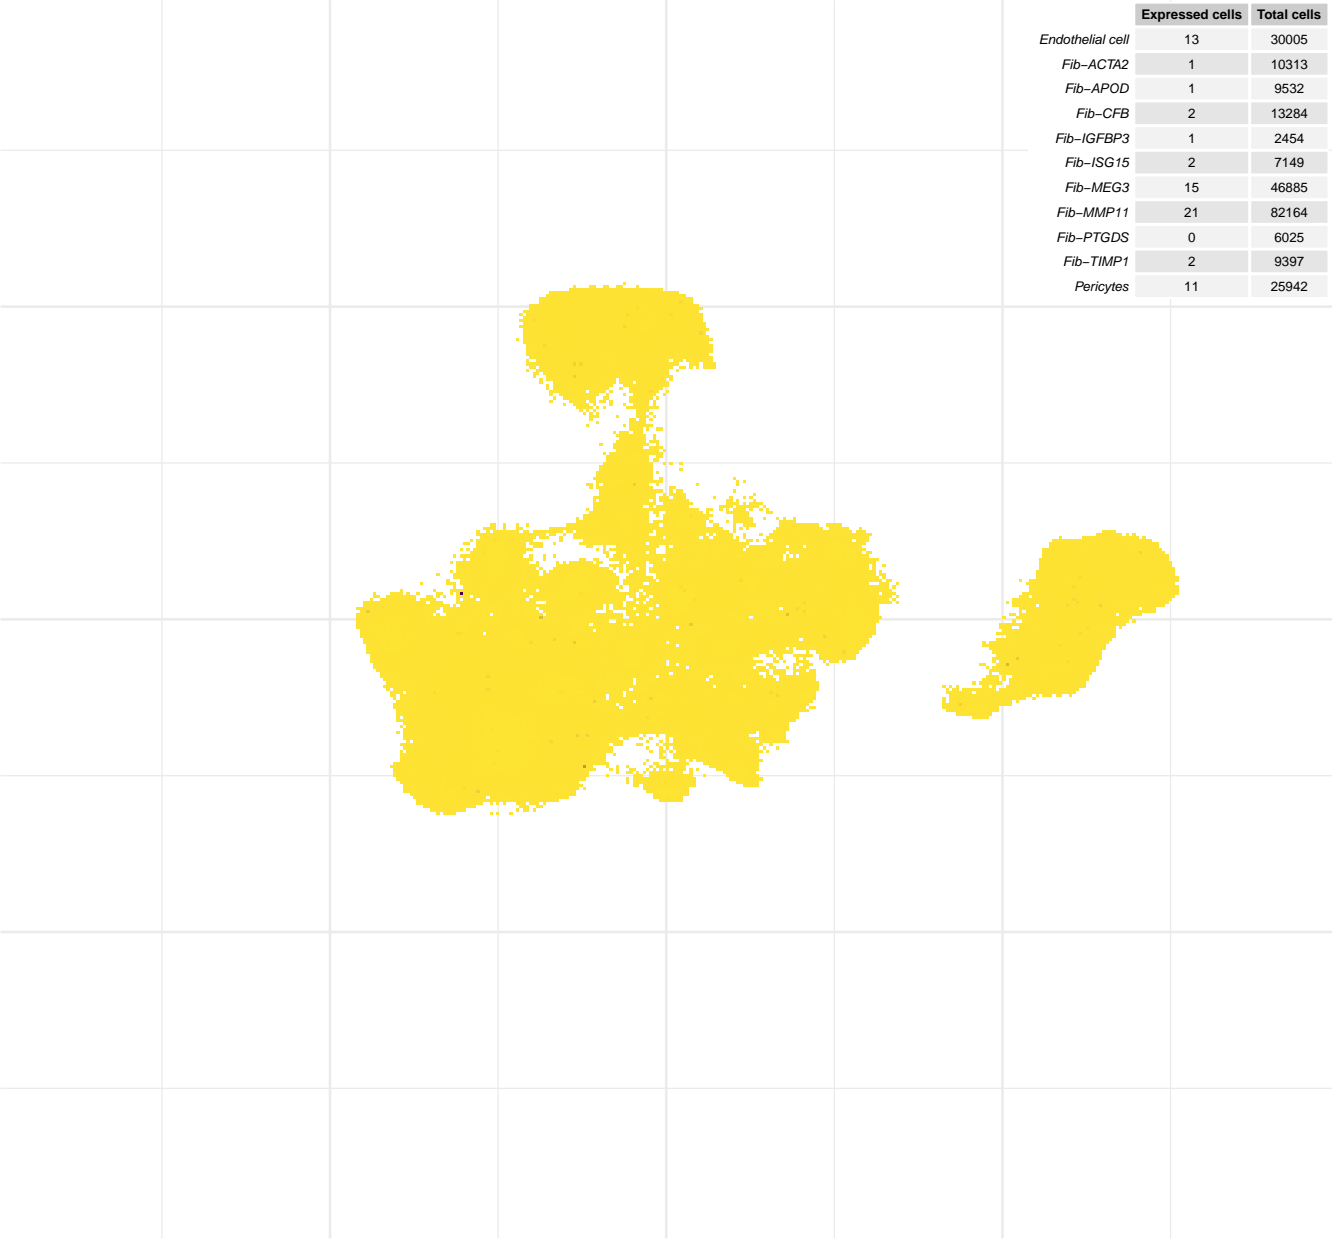 Expressed cells Total cells
Endothelial cell 13 30005
Fib−ACTA2 1 10313
Fib−APOD 1 9532
Fib−CFB 2 13284
Fib−IGFBP3 1 2454
Fib−ISG15 2 7149
Fib−MEG3 15 46885
Fib−MMP11 21 82164
Fib−PTGDS 0 6025
Fib−TIMP1 2 9397
Pericytes 11 25942